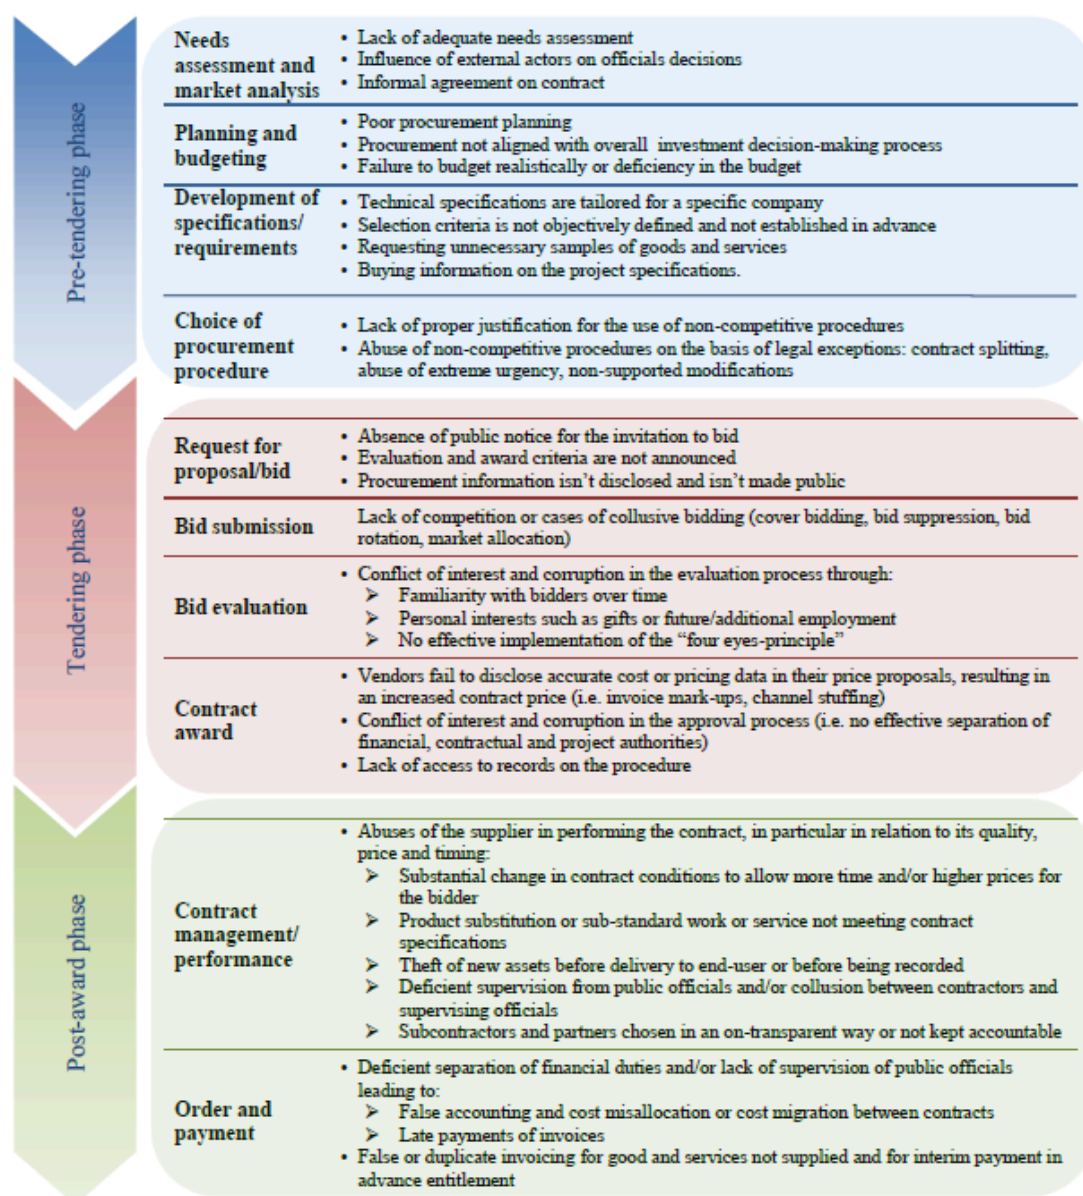 Pre-tendering phase
Needs
assessment and
market analysis
• Lack of adequate needs assessment
• Influence of external actors on officials decisions
• Informal agreement on contract
Planning and
budgeting
• Poor procurement planning
• Procurement not aligned with overall investment decision-making process
• Failure to budget realistically or deficiency in the budget
Development of
specifications/
requirements
• Technical specifications are tailored for a specific company
• Selection criteria is not objectively defined and not established in advance
• Requesting unnecessary samples of goods and services
• Buying information on the project specifications.
Choice of
procurement
procedure
• Lack of proper justification for the use of non-competitive procedures
• Abuse of non-competitive procedures on the basis of legal exceptions: contract splitting,
abuse of extreme urgency, non-supported modifications
Tendering phase
Request for
proposal/bid
• Absence of public notice for the invitation to bid
• Evaluation and award criteria are not announced
• Procurement information isn't disclosed and isn't made public
Bid submission
Lack of competition or cases of collusive bidding (cover bidding, bid suppression, bid
rotation, market allocation)
Bid evaluation
• Conflict of interest and corruption in the evaluation process through:
➤ Familiarity with bidders over time
➤ Personal interests such as gifts or future/additional employment
➤ No effective implementation of the “four eyes-principle”
Contract
award
• Vendors fail to disclose accurate cost or pricing data in their price proposals, resulting in
an increased contract price (i.e. invoice mark-ups, channel stuffing)
• Conflict of interest and corruption in the approval process (i.e. no effective separation of
financial, contractual and project authorities)
• Lack of access to records on the procedure
Post-award phase
Contract
management/
performance
• Abuses of the supplier in performing the contract, in particular in relation to its quality,
price and timing:
➤ Substantial change in contract conditions to allow more time and/or higher prices for
the bidder
➤ Product substitution or sub-standard work or service not meeting contract
specifications
➤ Theft of new assets before delivery to end-user or before being recorded
➤ Deficient supervision from public officials and/or collusion between contractors and
supervising officials
➤ Subcontractors and partners chosen in an on-transparent way or not kept accountable
Order and
payment
• Deficient separation of financial duties and/or lack of supervision of public officials
leading to:
➤ False accounting and cost misallocation or cost migration between contracts
➤ Late payments of invoices
• False or duplicate invoicing for good and services not supplied and for interim payment in
advance entitlement